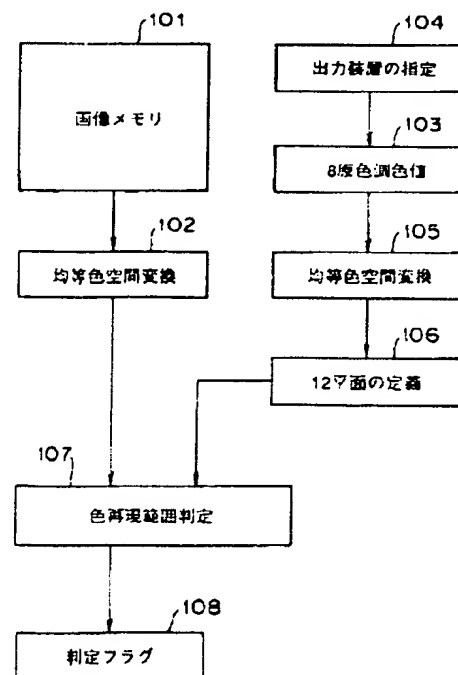 101
画像メモリ
102
均等色空間変換
104
出力装置の指定
103
8原色調色値
105
均等色空間変換
106
12平面の定義
107
色再現範囲判定
108
判定フラグ